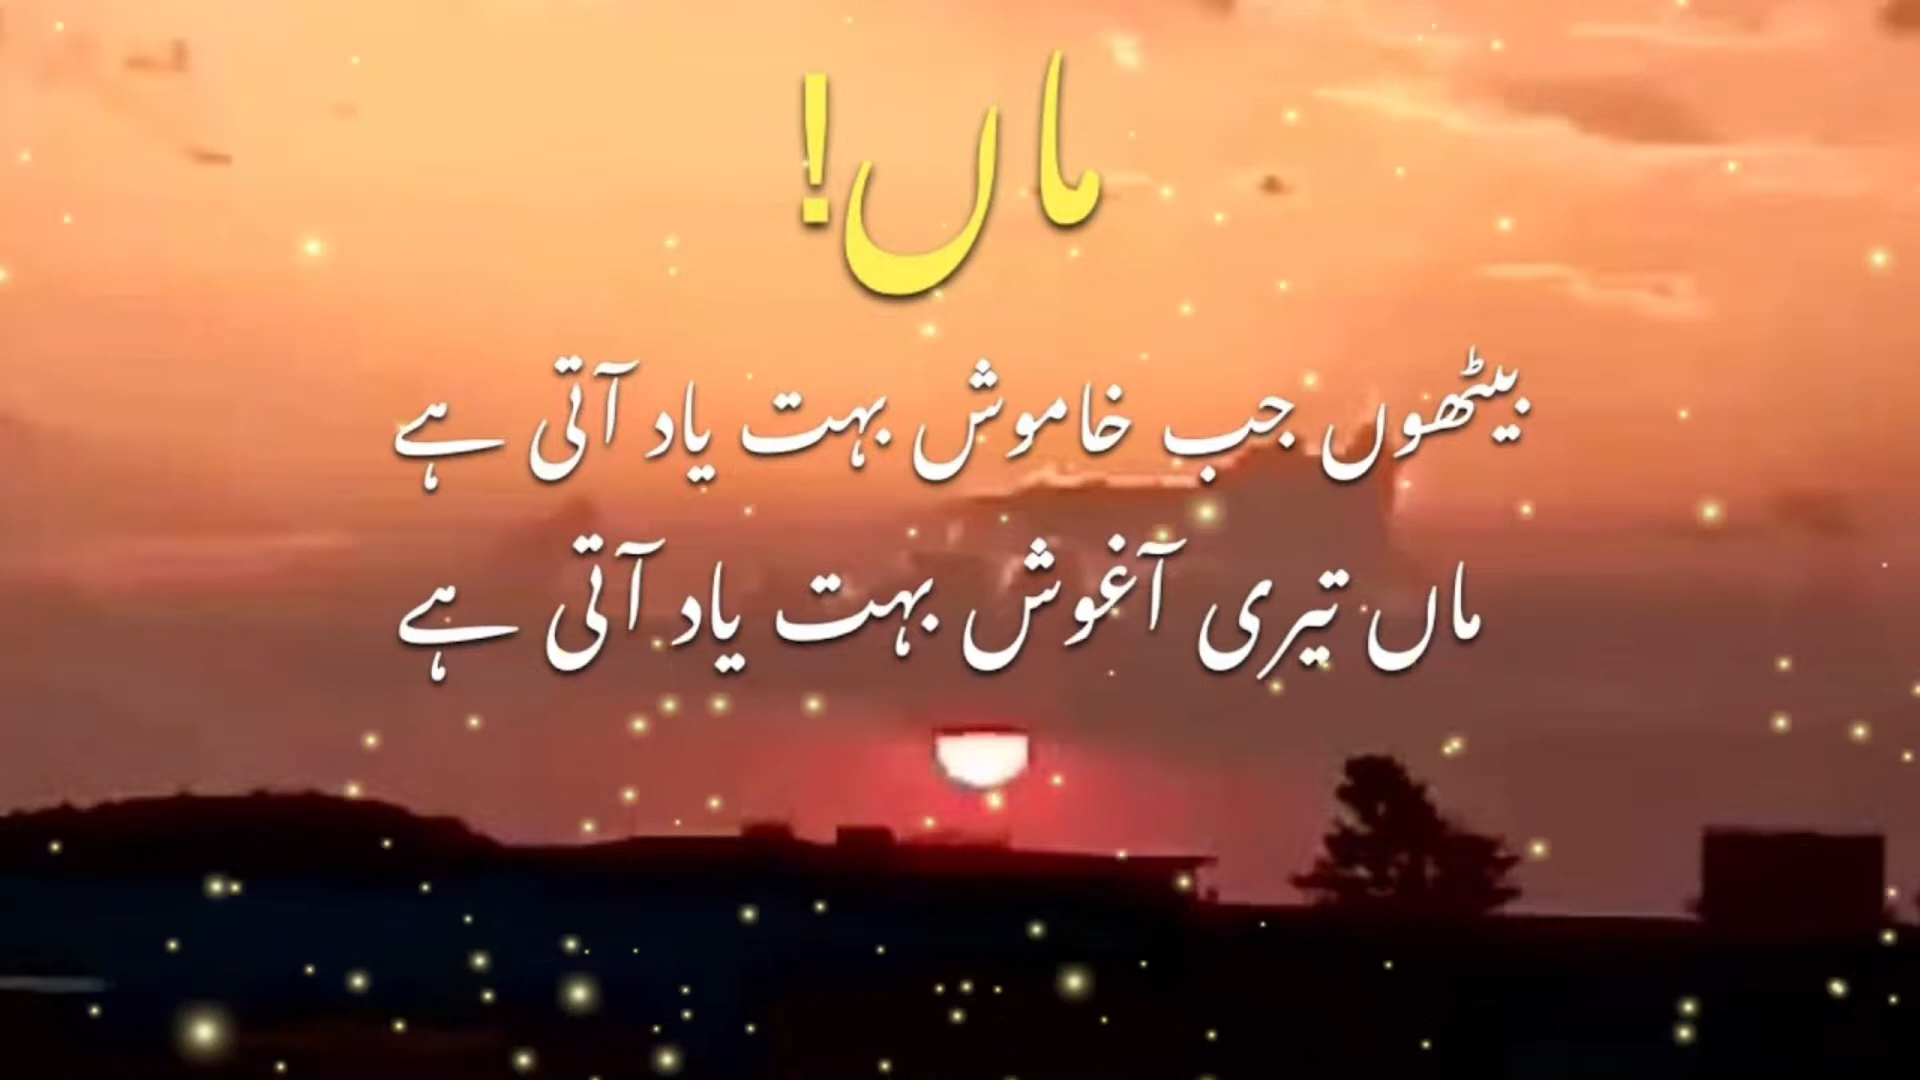 ماں!
بیٹھوں جب خاموش بہت یاد آتی ہے
ماں تیری آغوش بہت یاد آتی ہے